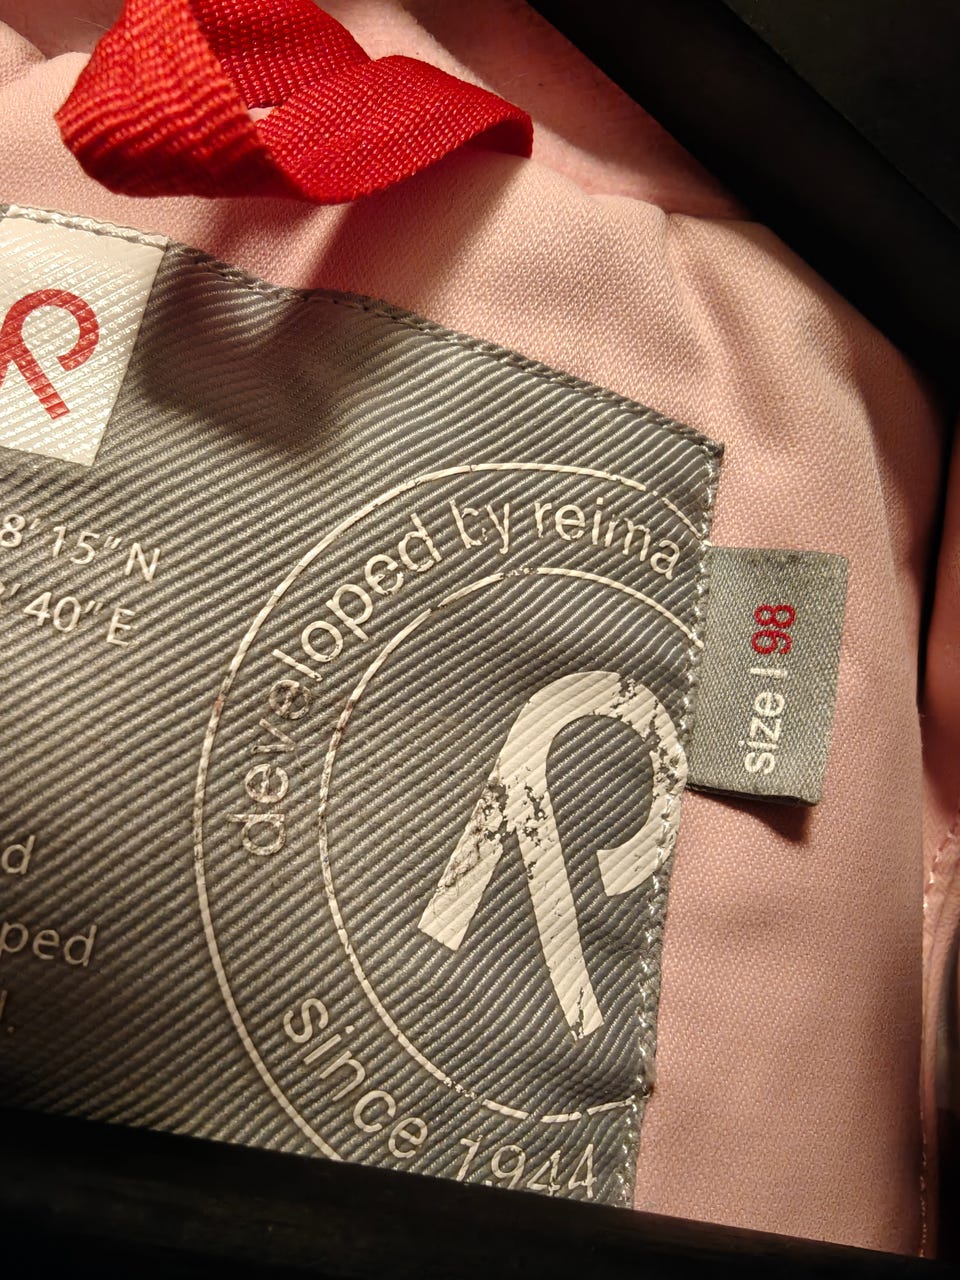 8' 15" N
' 40" E
developed by reima
size | 98
d
ped
.
since 1944